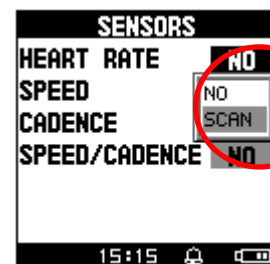 SENSORS
HEART RATE NO
SPEED NO
CADENCE SCAN
SPEED/CADENCE NO
15:15